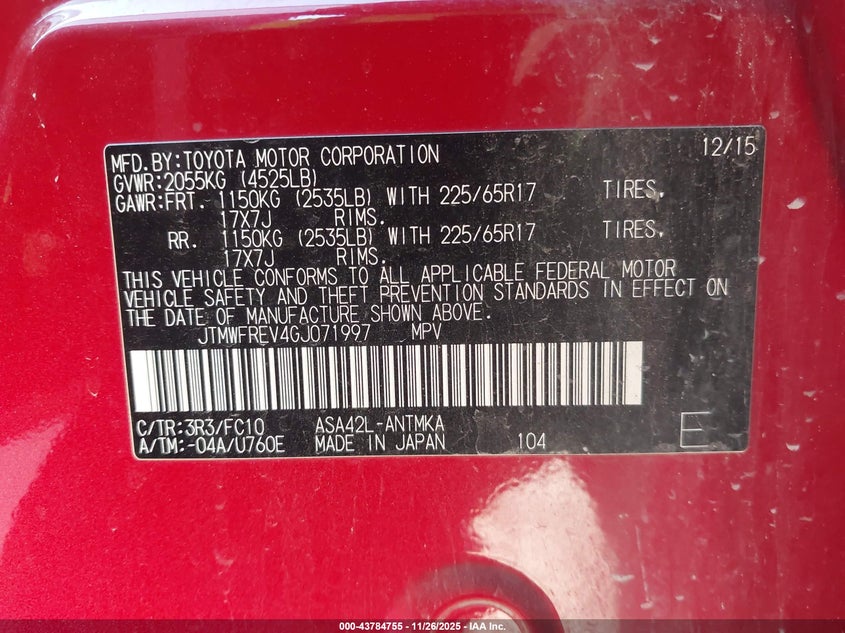 MFD.BY:TOYOTA MOTOR CORPORATION 12/15
GVWR:2055KG (4525LB)
GAWR:FRT. 1150KG (2535LB) WITH 225/65R17 TIRES,
17X7J RIMS.
RR. 1150KG (2535LB) WITH 225/65R17 TIRES,
17X7J RIMS.
THIS VEHICLE CONFORMS TO ALL APPLICABLE FEDERAL MOTOR
VEHICLE SAFETY AND THEFT PREVENTION STANDARDS IN EFFECT ON
THE DATE OF MANUFACTURE SHOWN ABOVE.
JTMWFREV4GJ071997 MPV
C/TR:3R3/FC10 ASA42L-ANTMKA
A/TM:-04A/U760E MADE IN JAPAN 104 E
000-43784755 - 11/26/2025 - IAA Inc.